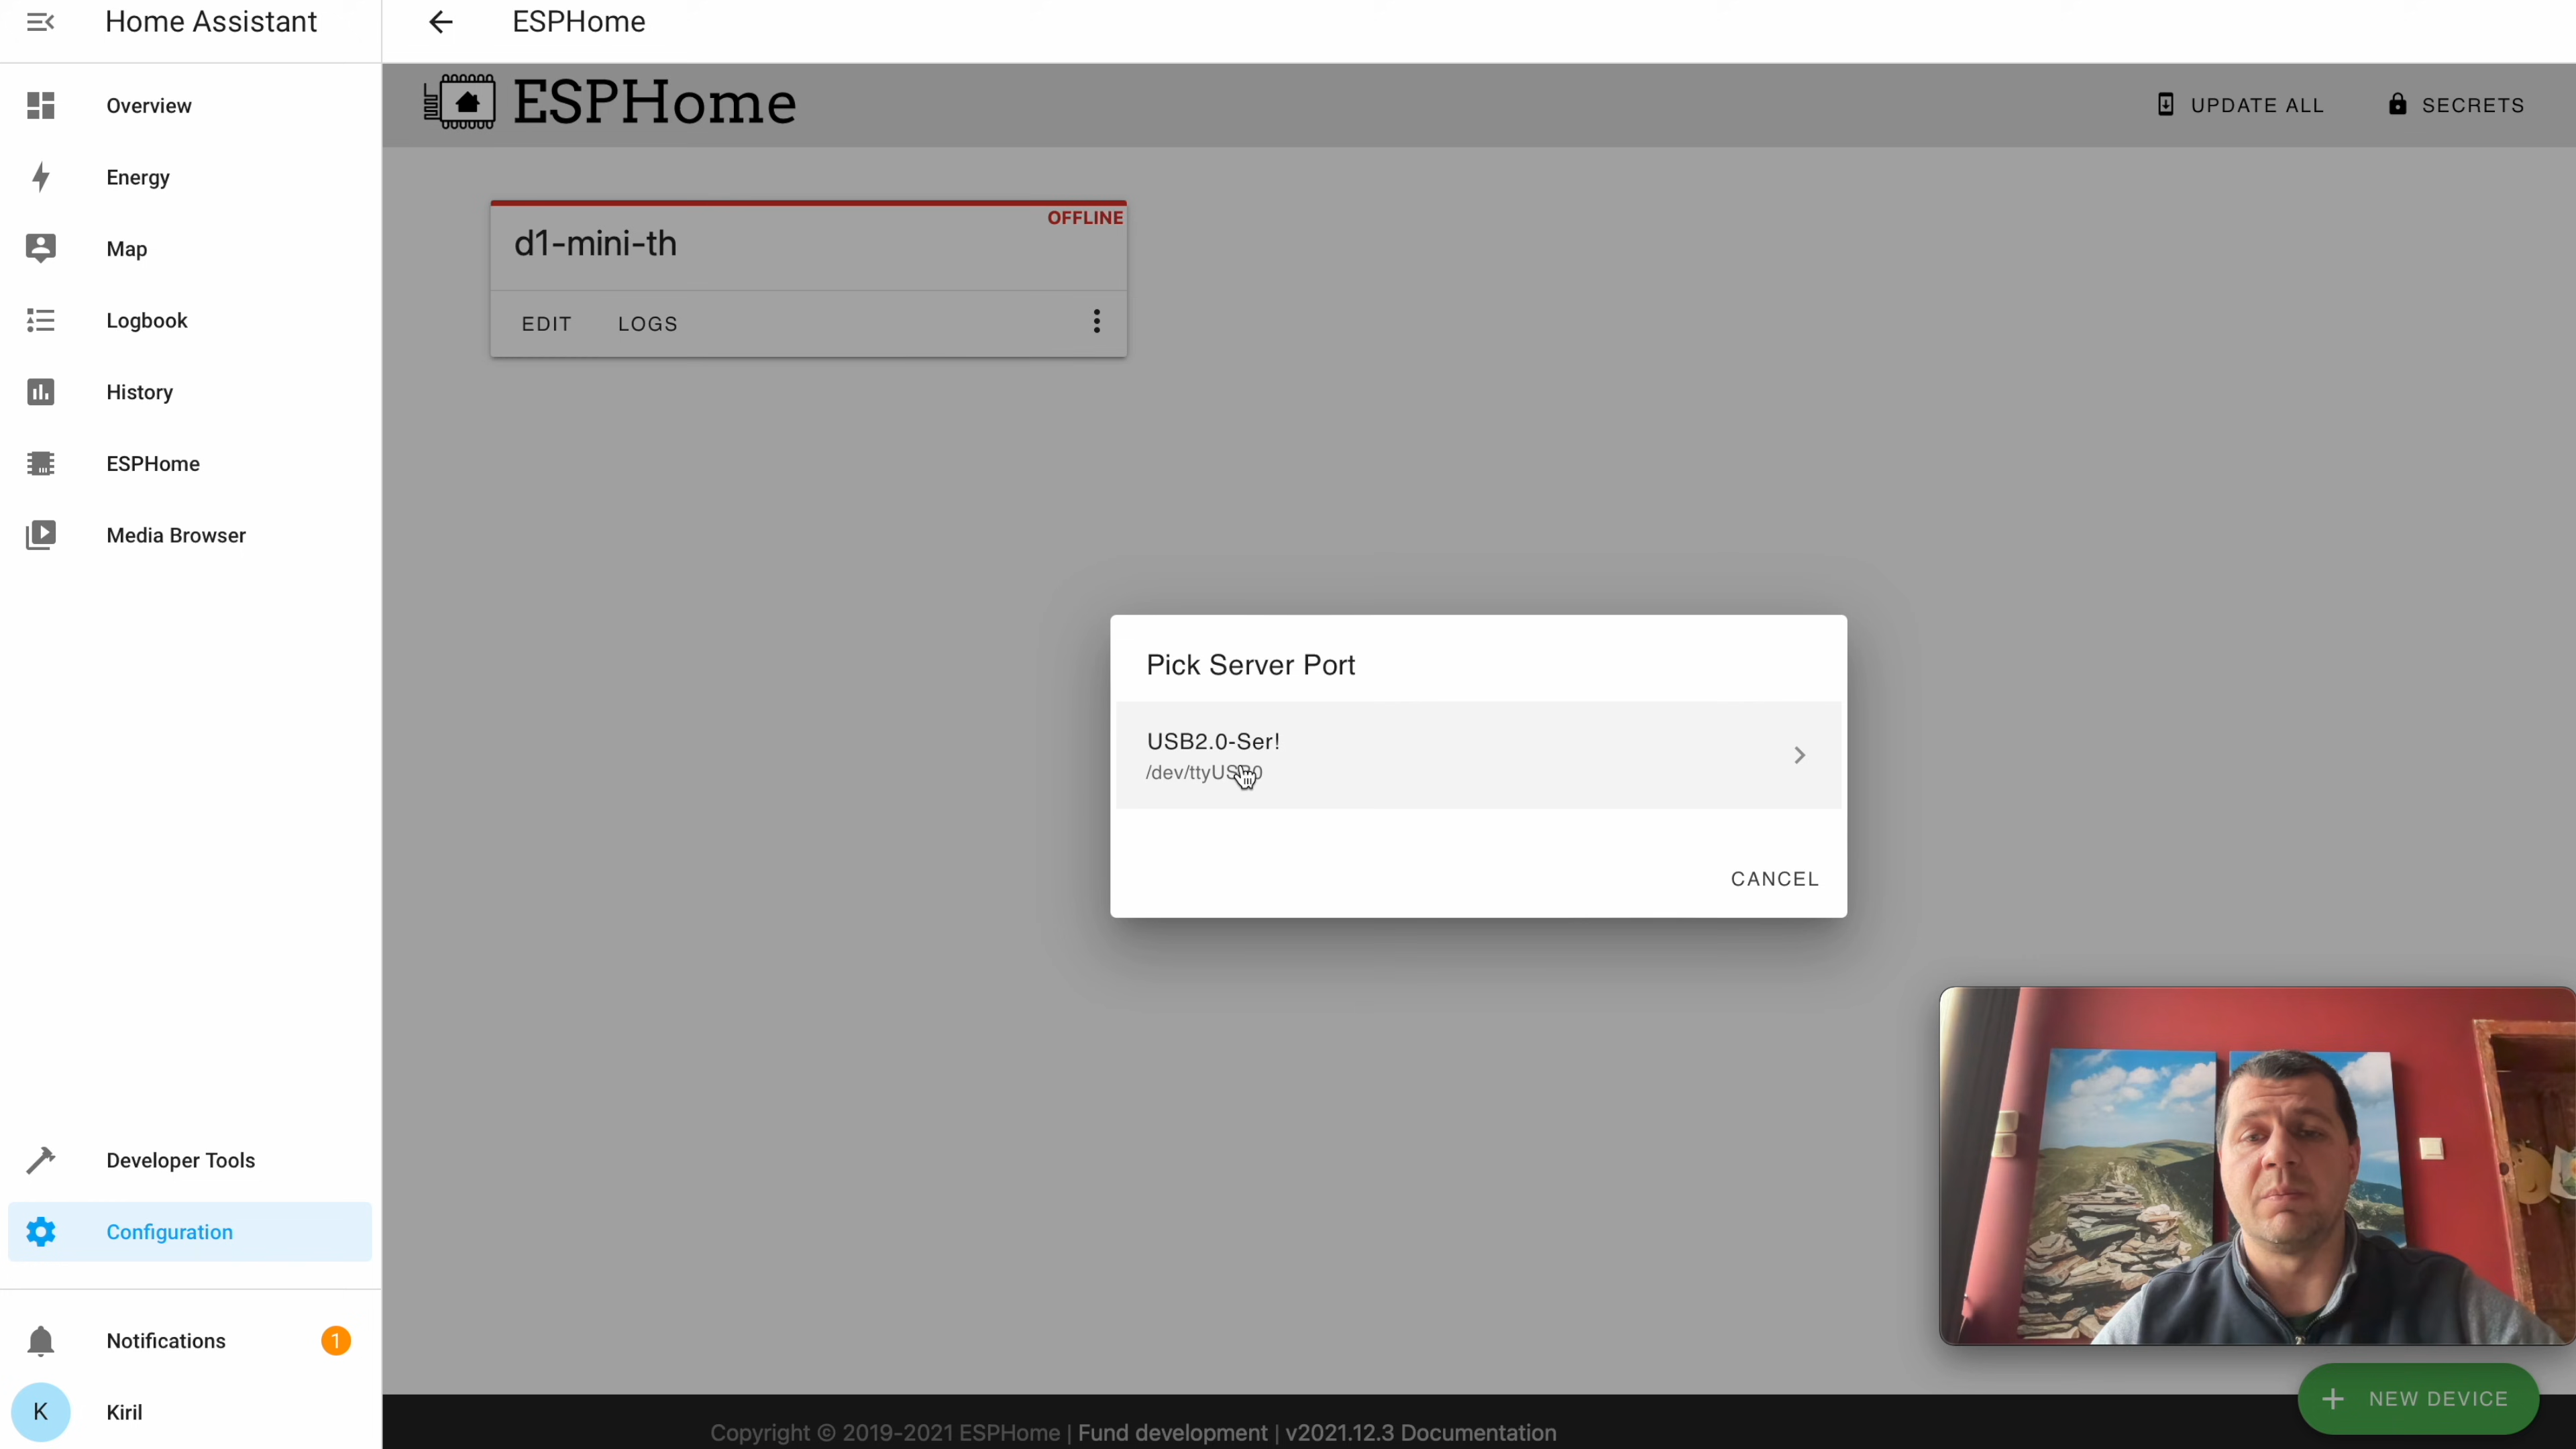 Home Assistant
ESPHome
Overview
Energy
Map
Logbook
History
ESPHome
Media Browser
Developer Tools
Configuration
Notifications
1
K
Kiril
ESPHome
UPDATE ALL
SECRETS
OFFLINE
d1-mini-th
EDIT
LOGS
Pick Server Port
USB2.0-Ser!
/dev/ttyUSB0
CANCEL
NEW DEVICE
Copyright © 2019-2021 ESPHome | Fund development | v2021.12.3 Documentation